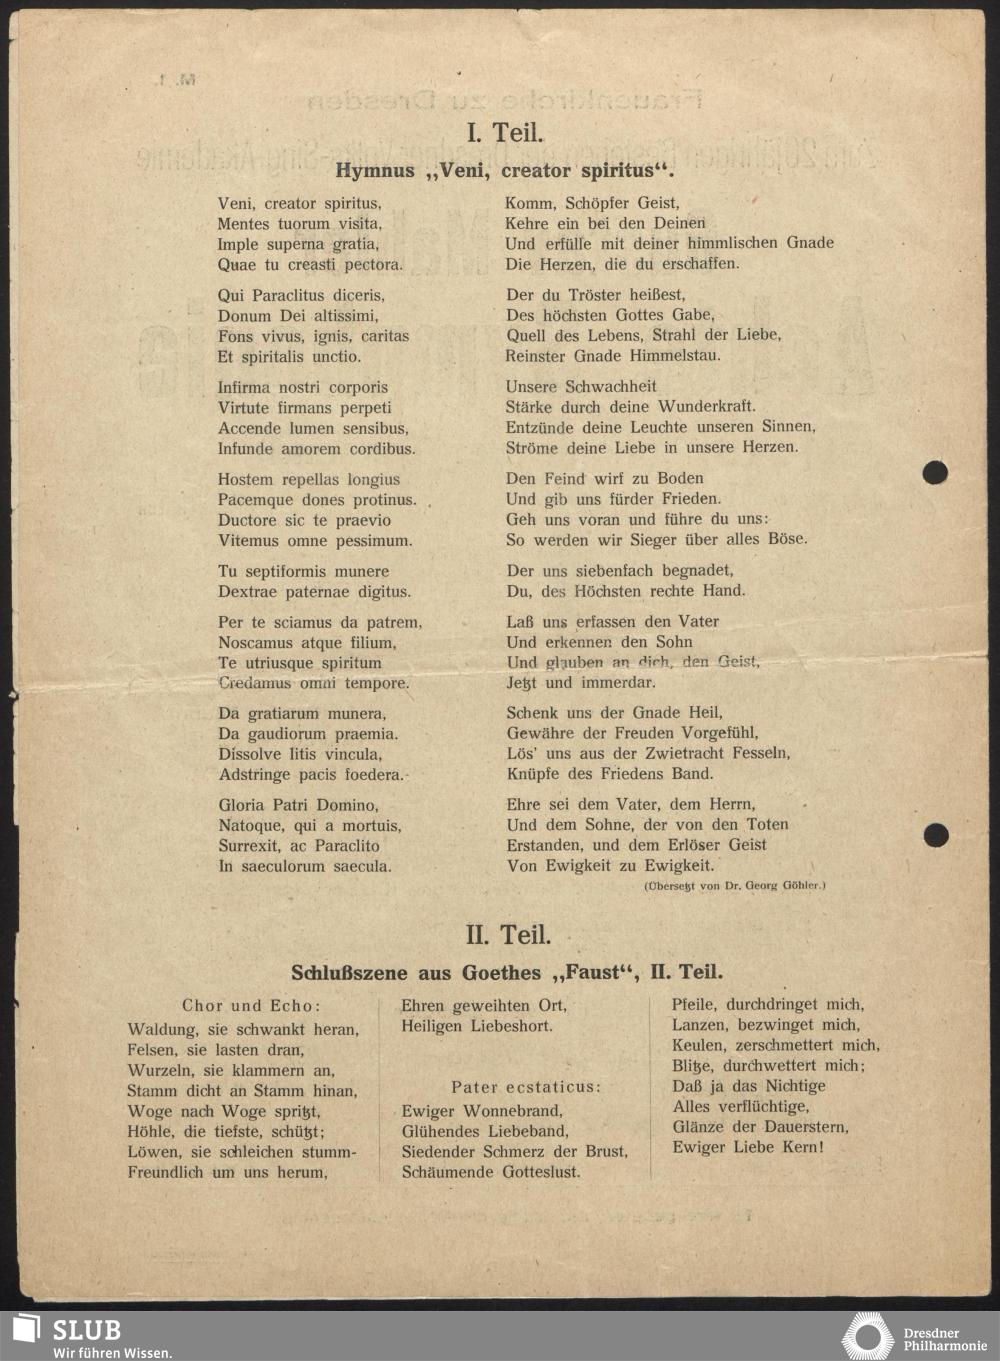 I. Teil.
Hymnus „Veni, creator spiritus“.
Veni, creator spiritus,
Mentes tuorum visita,
Imple superna gratia,
Quae tu creasti pectora.
Qui Paraclitus diceris,
Donum Dei altissimi,
Fons vivus, ignis, caritas
Et spiritalis unctio.
Infirma nostri corporis
Virtute firmans perpeti
Accende lumen sensibus,
Infunde amorem cordibus.
Hostem repellas longius
Pacemque dones protinus.
Ductore sic te praevio
Vitemus omne pessimum.
Tu septiformis munere
Dextrae paternae digitus.
Per te sciamus da patrem,
Noscamus atque filium,
Te utriusque spiritum
Credamus omni tempore.
Da gratiarum munera,
Da gaudiorum praemia.
Dissolve litis vincula,
Adstringe pacis foedera.
Gloria Patri Domino,
Natoque, qui a mortuis,
Surrexit, ac Paraclito
In saeculorum saecula.
Komm, Schöpfer Geist,
Kehre ein bei den Deinen
Und erfülle mit deiner himmlischen Gnade
Die Herzen, die du erschaffen.
Der du Tröster heißest,
Des höchsten Gottes Gabe,
Quell des Lebens, Strahl der Liebe,
Reinster Gnade Himmelstau.
Unsere Schwachheit
Stärke durch deine Wunderkraft.
Entzünde deine Leuchte unseren Sinnen,
Ströme deine Liebe in unsere Herzen.
Den Feind wirf zu Boden
Und gib uns fürder Frieden.
Geh uns voran und führe du uns:
So werden wir Sieger über alles Böse.
Der uns siebenfach begnadet,
Du, des Höchsten rechte Hand.
Laß uns erfassen den Vater
Und erkennen den Sohn
Und glauben an dich, den Geist,
Jetzt und immerdar.
Schenk uns der Gnade Heil,
Gewähre der Freuden Vorgefühl,
Lös' uns aus der Zwietracht Fesseln,
Knüpfe des Friedens Band.
Ehre sei dem Vater, dem Herrn,
Und dem Sohne, der von den Toten
Erstanden, und dem Erlöser Geist
Von Ewigkeit zu Ewigkeit.
(Übersetzt von Dr. Georg Göhler.)
II. Teil.
Schlußszene aus Goethes „Faust“, II. Teil.
Chor und Echo:
Waldung, sie schwankt heran,
Felsen, sie lasten dran,
Wurzeln, sie klammern an,
Stamm dicht an Stamm hinan,
Woge nach Woge spritzt,
Höhle, die tiefste, schützt;
Löwen, sie schleichen stumm-
Freundlich um uns herum,
Ehren geweihten Ort,
Heiligen Liebeshort.
Pater ecstaticus:
Ewiger Wonnebrand,
Glühendes Liebeband,
Siedender Schmerz der Brust,
Schäumende Gotteslust.
Pfeile, durchdringet mich,
Lanzen, bezwinget mich,
Keulen, zerschmettert mich,
Blitze, durchwettert mich;
Daß ja das Nichtige
Alles verflüchtige,
Glänze der Dauerstern,
Ewiger Liebe Kern!
SLUB
Wir führen Wissen.
Dresdner
Philharmonie